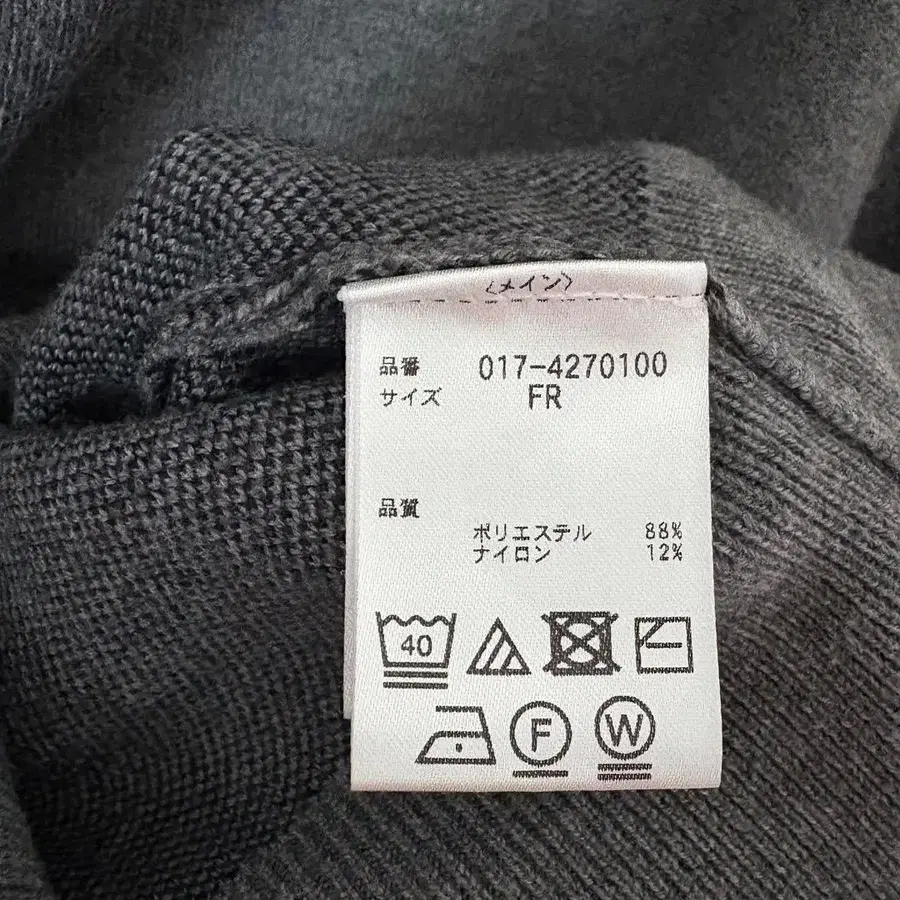 〈メイン〉
品番 017-4270100
サイズ FR
品質
ポリエステル 88%
ナイロン 12%
40
F W